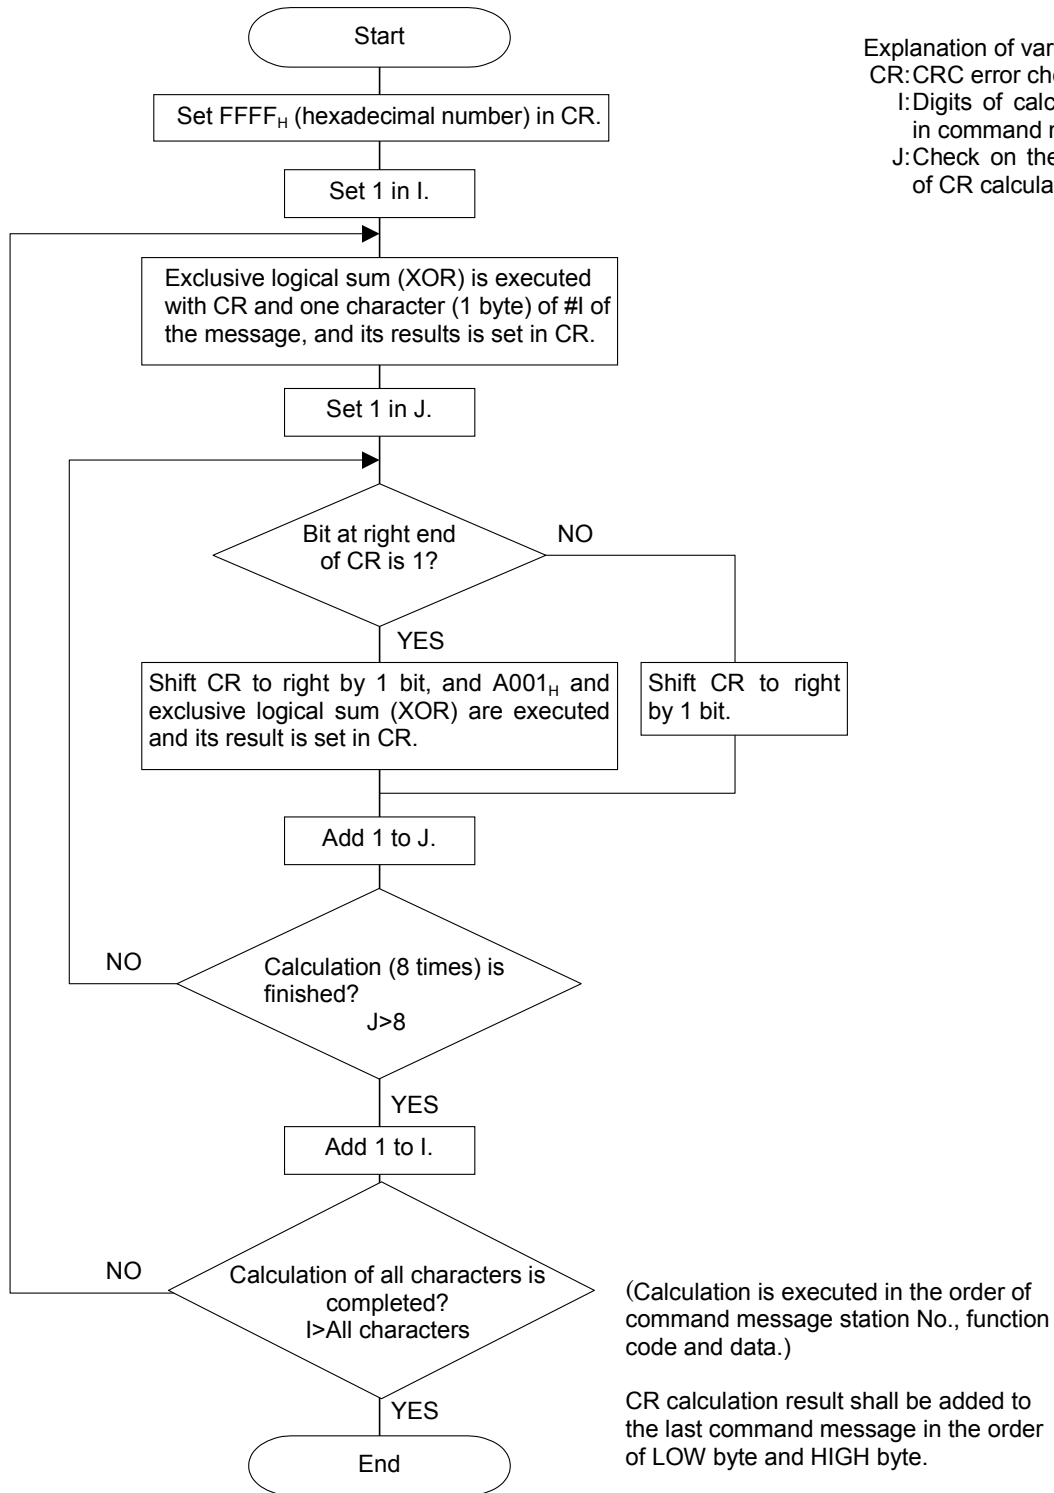 Start
Explanation of var
CR:CRC error che
I:Digits of calc
in command
J:Check on the
of CR calcula
Set FFFFH (hexadecimal number) in CR.
Set 1 in I.
Exclusive logical sum (XOR) is executed
with CR and one character (1 byte) of #I of
the message, and its results is set in CR.
Set 1 in J.
Bit at right end
of CR is 1?
NO
YES
Shift CR to right by 1 bit, and A001H and
exclusive logical sum (XOR) are executed
and its result is set in CR.
Shift CR to right
by 1 bit.
Add 1 to J.
NO
Calculation (8 times) is
finished?
J>8
YES
Add 1 to I.
NO
Calculation of all characters is
completed?
I>All characters
(Calculation is executed in the order of
command message station No., function
code and data.)
YES
CR calculation result shall be added to
the last command message in the order
of LOW byte and HIGH byte.
End